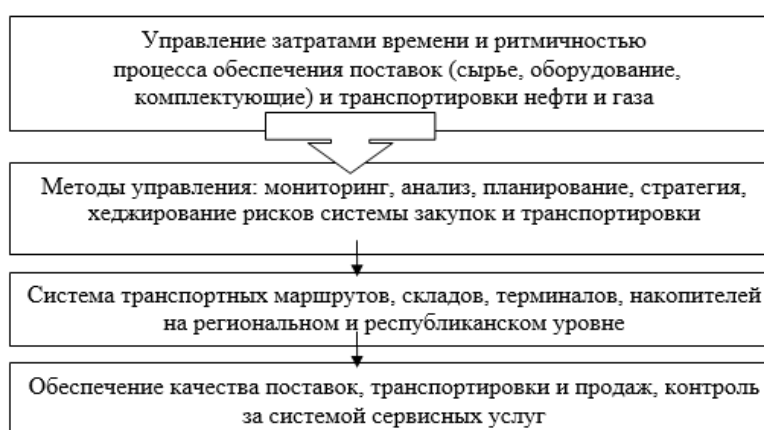 Управление затратами времени и ритмичностью
процесса обеспечения поставок (сырье, оборудование,
комплектующие) и транспортировки нефти и газа
Методы управления: мониторинг, анализ, планирование, стратегия,
хеджирование рисков системы закупок и транспортировки
Система транспортных маршрутов, складов, терминалов, накопителей
на региональном и республиканском уровне
Обеспечение качества поставок, транспортировки и продаж, контроль
за системой сервисных услуг